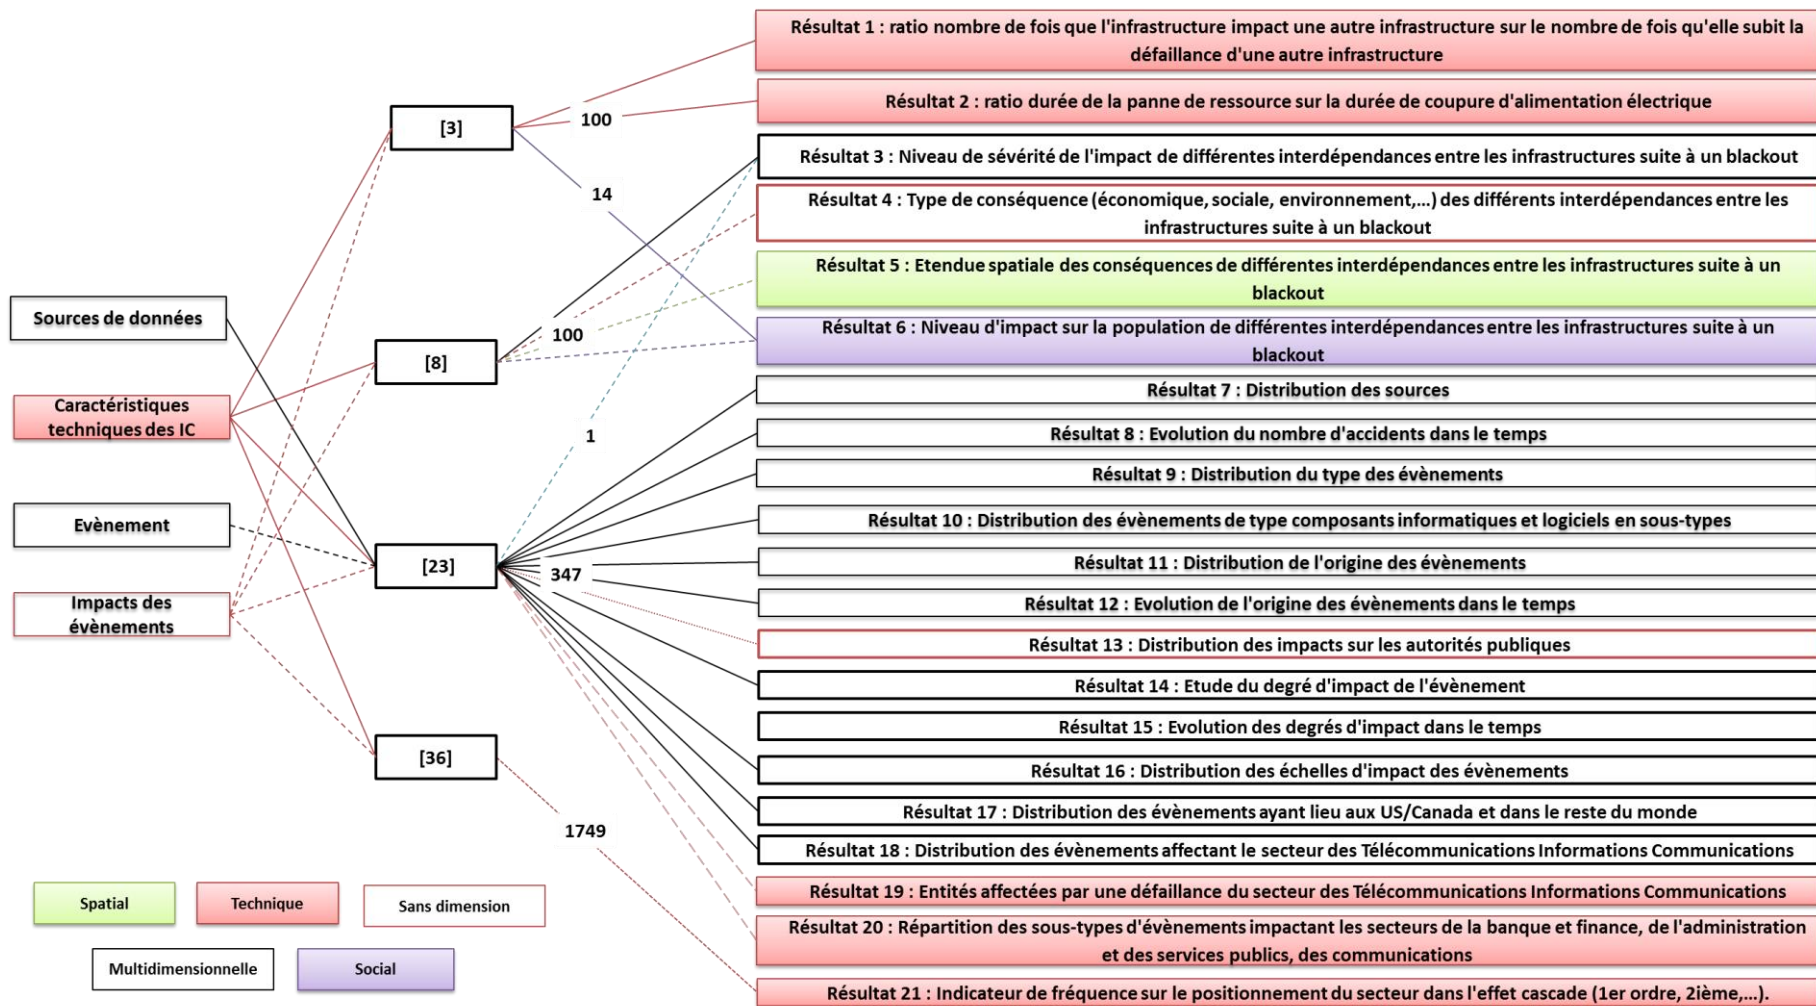 Résultat 1 : ratio nombre de fois que l'infrastructure impact une autre infrastructure sur le nombre de fois qu'elle subit la
défaillance d'une autre infrastructure
Résultat 2 : ratio durée de la panne de ressource sur la durée de coupure d'alimentation électrique
Résultat 3 : Niveau de sévérité de l'impact de différentes interdépendances entre les infrastructures suite à un blackout
Résultat 4 : Type de conséquence (économique, sociale, environnement,...) des différents interdépendances entre les
infrastructures suite à un blackout
Résultat 5 : Etendue spatiale des conséquences de différentes interdépendances entre les infrastructures suite à un
blackout
Résultat 6 : Niveau d'impact sur la population de différentes interdépendances entre les infrastructures suite à un
blackout
Résultat 7 : Distribution des sources
Résultat 8 : Evolution du nombre d'accidents dans le temps
Résultat 9 : Distribution du type des évènements
Résultat 10 : Distribution des évènements de type composants informatiques et logiciels en sous-types
Résultat 11 : Distribution de l'origine des évènements
Résultat 12 : Evolution de l'origine des évènements dans le temps
Résultat 13 : Distribution des impacts sur les autorités publiques
Résultat 14 : Etude du degré d'impact de l'évènement
Résultat 15 : Evolution des degrés d'impact dans le temps
Résultat 16 : Distribution des échelles d'impact des évènements
Résultat 17 : Distribution des évènements ayant lieu aux US/Canada et dans le reste du monde
Résultat 18 : Distribution des évènements affectant le secteur des Télécommunications Informations Communications
Résultat 19 : Entités affectées par une défaillance du secteur des Télécommunications Informations Communications
Résultat 20 : Répartition des sous-types d'évènements impactant les secteurs de la banque et finance, de l'administration
et des services publics, des communications
Résultat 21 : Indicateur de fréquence sur le positionnement du secteur dans l'effet cascade (1er ordre, 2ième,...).
[3]
[8]
[23]
[36]
100
14
100
1
347
1749
Sources de données
Caractéristiques
techniques des IC
Evènement
Impacts des
évènements
Spatial
Technique
Sans dimension
Multidimensionnelle
Social